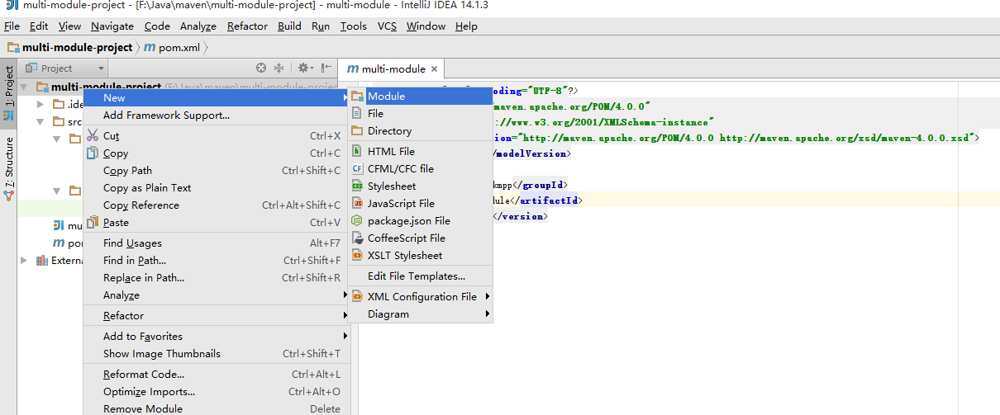 multi-module-project - [F:\Java\maven\multi-module-project] - multi-module - IntelliJ IDEA 14.1.3
File Edit View Navigate Code Analyze Refactor Build Run Tools VCS Window Help
multi-module-project m pom.xml
1: Project
7: Structure
Project
m multi-module ×
multi-module-project (F:\Java\maven\multi-module-projec
.ide
src
mu
m por
Externa
New
Add Framework Support...
Cut Ctrl+X
Copy Ctrl+C
Copy Path Ctrl+Shift+C
Copy as Plain Text
Copy Reference Ctrl+Alt+Shift+C
Paste Ctrl+V
Find Usages Alt+F7
Find in Path... Ctrl+Shift+F
Replace in Path... Ctrl+Shift+R
Analyze
Refactor
Add to Favorites
Show Image Thumbnails Ctrl+Shift+T
Reformat Code... Ctrl+Alt+L
Optimize Imports... Ctrl+Alt+O
Remove Module Delete
Module
File
Directory
HTML File
CFML/CFC file
Stylesheet
JavaScript File
package.json File
CoffeeScript File
XSLT Stylesheet
Edit File Templates...
XML Configuration File
Diagram
oding="UTF-8"?>
maven.apache.org/POM/4.0.0"
://www.w3.org/2001/XMLSchema-instance"
ion="http://maven.apache.org/POM/4.0.0 http://maven.apache.org/xsd/maven-4.0.0.xsd">
/modelVersion>
kmpp</groupId>
dule</artifactId>
</version>